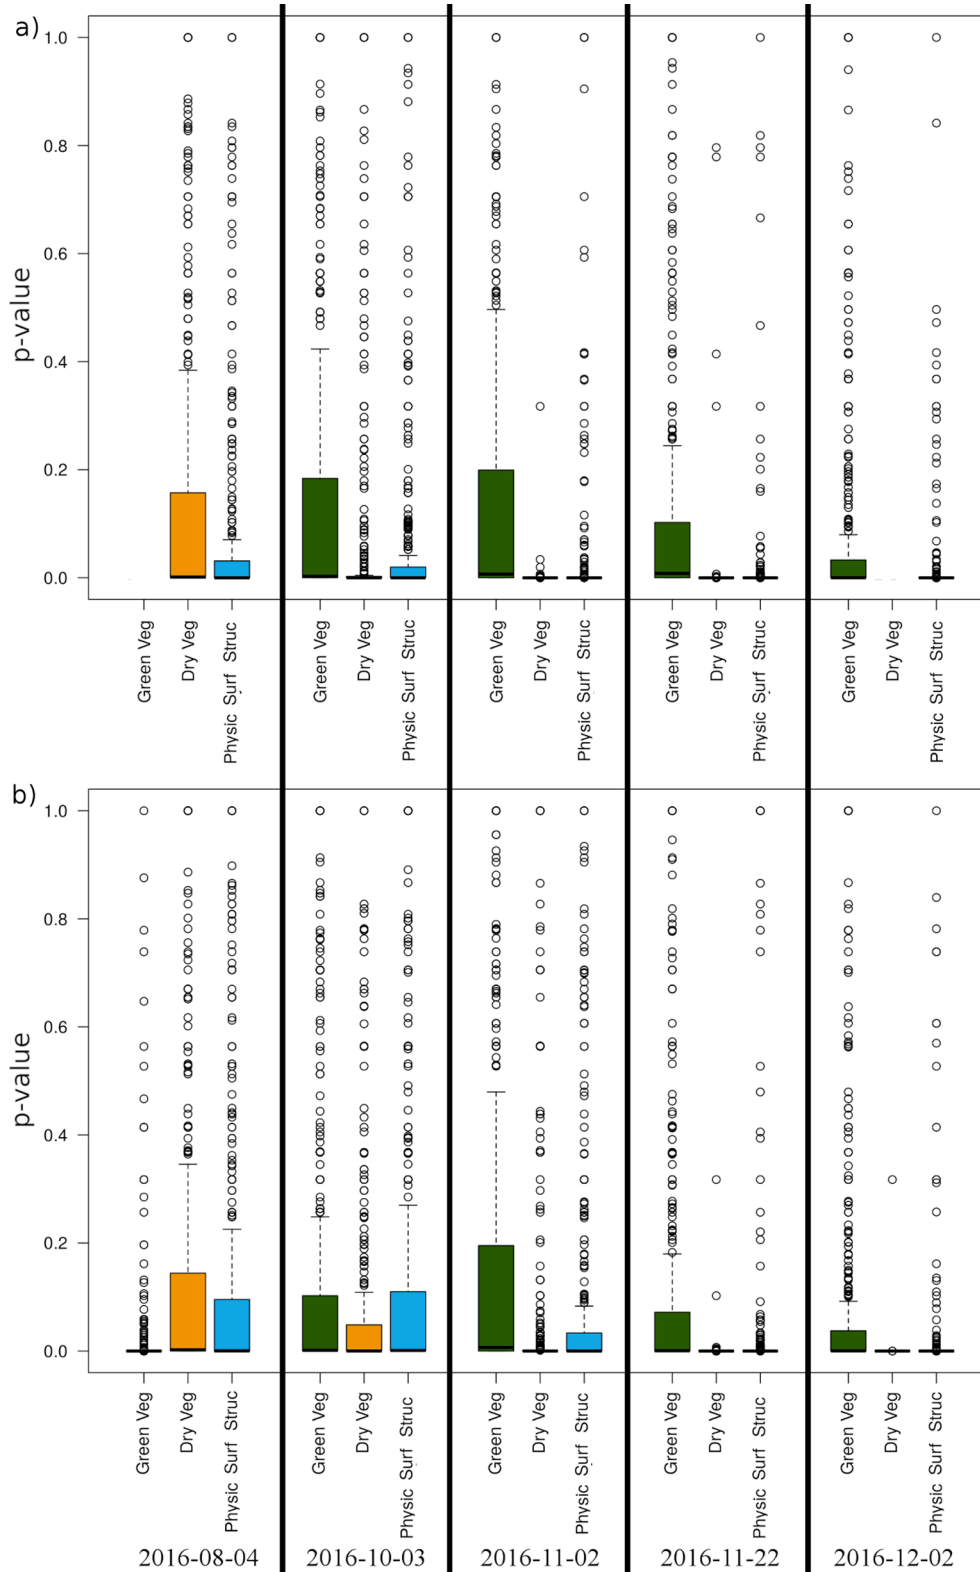 a)
p-value
1.0
0.8
0.6
0.4
0.2
0.0
Green Veg
Dry Veg
Physic Surf Struc
Green Veg
Dry Veg
Physic Surf Struc
Green Veg
Dry Veg
Physic Surf Struc
Green Veg
Dry Veg
Physic Surf Struc
Green Veg
Dry Veg
Physic Surf Struc
b)
p-value
1.0
0.8
0.6
0.4
0.2
0.0
Green Veg
Dry Veg
Physic Surf Struc
Green Veg
Dry Veg
Physic Surf Struc
Green Veg
Dry Veg
Physic Surf Struc
Green Veg
Dry Veg
Physic Surf Struc
Green Veg
Dry Veg
Physic Surf Struc
2016-08-04
2016-10-03
2016-11-02
2016-11-22
2016-12-02